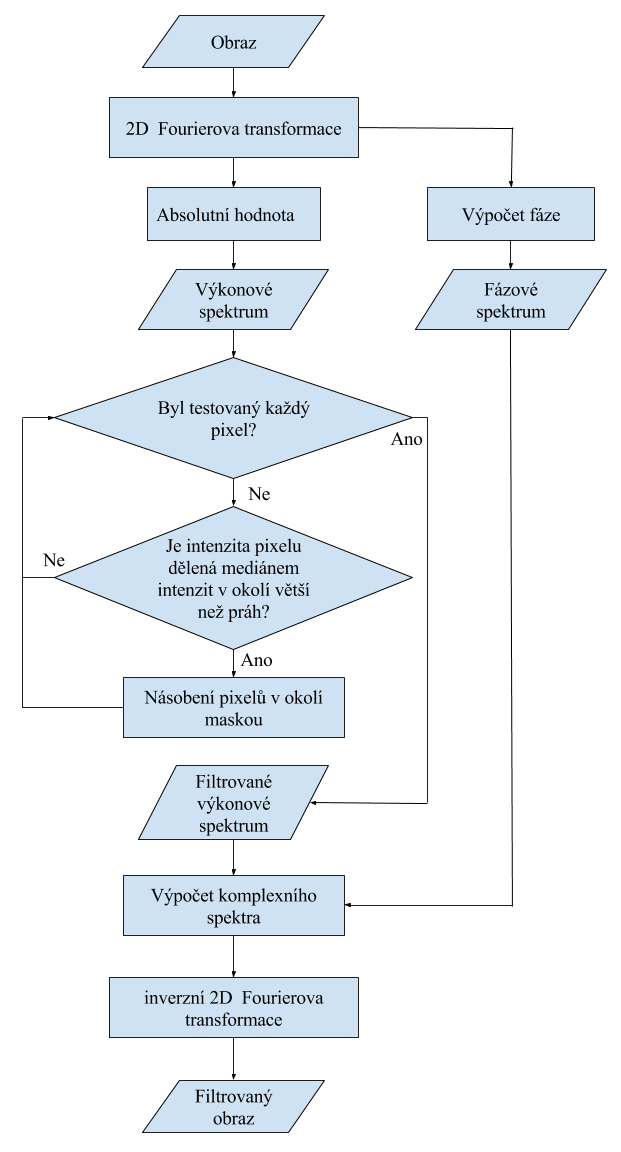 Obraz
2D Fourierova transformace
Absolutní hodnota
Výpočet fáze
Výkonové
spektrum
Fázové
spektrum
Byl testovaný každý
pixel?
Ano
Ne
Je intenzita pixelu
dělená mediánem
intenzit v okolí větší
než práh?
Ne
Ano
Násobení pixelů v okolí
maskou
Filtrované
výkonové
spektrum
Výpočet komplexního
spektra
inverzní 2D Fourierova
transformace
Filtrovaný
obraz